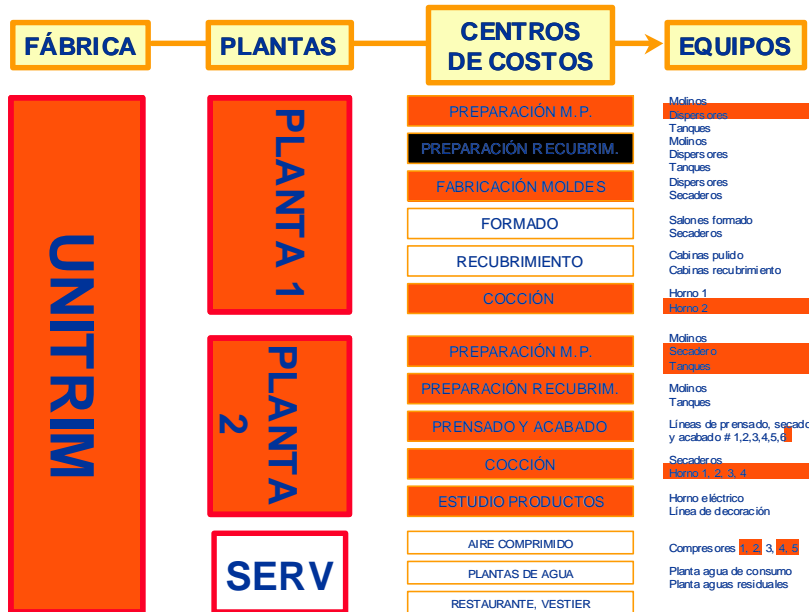 FÁBRICA
PLANTAS
CENTROS
DE COSTOS
EQUIPOS
UNITRIM
PLANTA 1
PREPARACIÓN M.P.
Molinos
Dispersores
Tanques
PREPARACIÓN RECUBRIM.
Molinos
Dispersores
Tanques
FABRICACIÓN MOLDES
Dispersores
Secaderos
FORMADO
Salones formado
Secaderos
RECUBRIMIENTO
Cabinas pulido
Cabinas recubrimiento
COCCIÓN
Horno 1
Horno 2
PLANTA
2
PREPARACIÓN M.P.
Molinos
Secadero
Tanques
PREPARACIÓN RECUBRIM.
Molinos
Tanques
PRENSADO Y ACABADO
Líneas de prensado, secado
y acabado # 1,2,3,4,5,6
COCCIÓN
Secaderos
Horno 1, 2, 3, 4
ESTUDIO PRODUCTOS
Horno eléctrico
Línea de decoración
SERV
AIRE COMPRIMIDO
Compresores 1, 2, 3, 4, 5
PLANTAS DE AGUA
Planta agua de consumo
Planta aguas residuales
RESTAURANTE, VESTIER